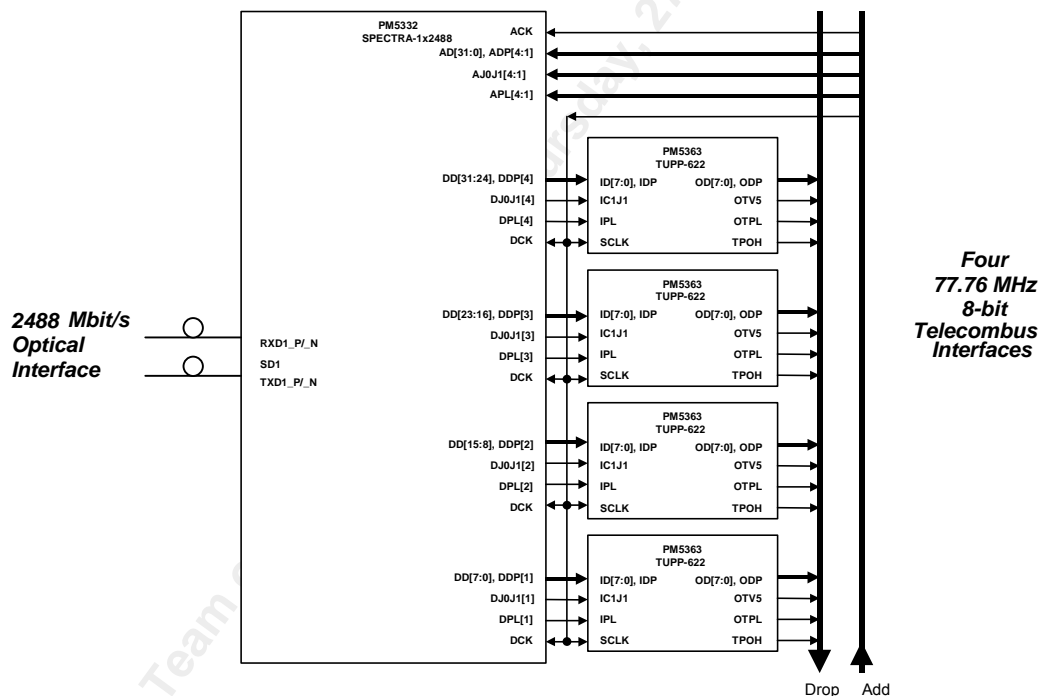 PM5332
SPECTRA-1x2488
ACK
AD[31:0], ADP[4:1]
AJ0J1[4:1]
APL[4:1]
DD[31:24], DDP[4]
DJ0J1[4]
DPL[4]
DCK
PM5363
TUPP-622
ID[7:0], IDP OD[7:0], ODP
IC1J1 OTV5
IPL OTPL
SCLK TPOH
DD[23:16], DDP[3]
DJ0J1[3]
DPL[3]
DCK
PM5363
TUPP-622
ID[7:0], IDP OD[7:0], ODP
IC1J1 OTV5
IPL OTPL
SCLK TPOH
DD[15:8], DDP[2]
DJ0J1[2]
DPL[2]
DCK
PM5363
TUPP-622
ID[7:0], IDP OD[7:0], ODP
IC1J1 OTV5
IPL OTPL
SCLK TPOH
DD[7:0], DDP[1]
DJ0J1[1]
DPL[1]
DCK
PM5363
TUPP-622
ID[7:0], IDP OD[7:0], ODP
IC1J1 OTV5
IPL OTPL
SCLK TPOH
2488 Mbit/s
Optical
Interface
RXD1_P/_N
SD1
TXD1_P/_N
Four
77.76 MHz
8-bit
Telecombus
Interfaces
Drop Add
Team